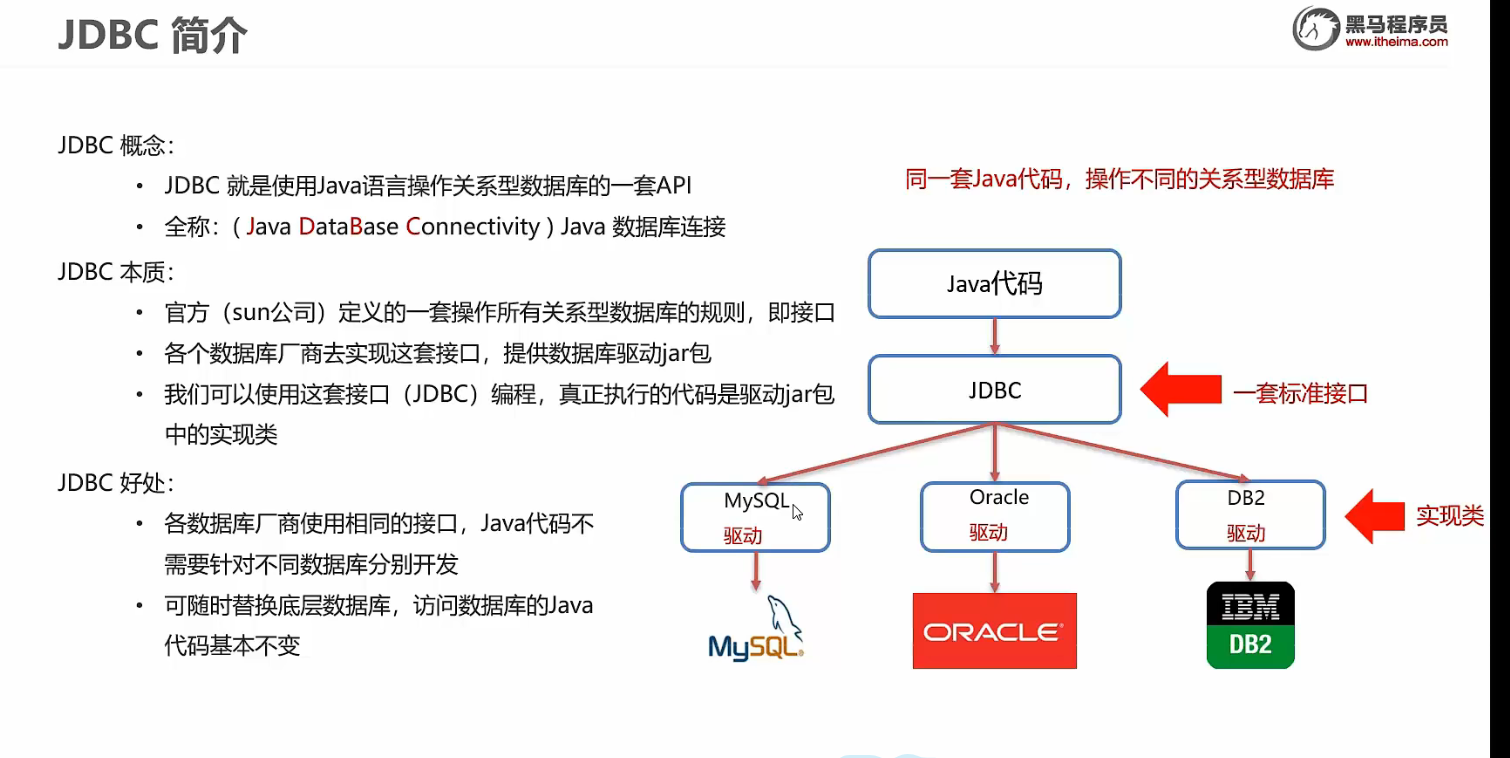 JDBC 简介
黑马程序员
www.itheima.com
JDBC 概念：
• JDBC 就是使用Java语言操作关系型数据库的一套API
• 全称：( Java DataBase Connectivity ) Java 数据库连接
JDBC 本质：
• 官方（sun公司）定义的一套操作所有关系型数据库的规则，即接口
• 各个数据库厂商去实现这套接口，提供数据库驱动jar包
• 我们可以使用这套接口（JDBC）编程，真正执行的代码是驱动jar包
中的实现类
JDBC 好处：
• 各数据库厂商使用相同的接口，Java代码不
需要针对不同数据库分别开发
• 可随时替换底层数据库，访问数据库的Java
代码基本不变
同一套Java代码，操作不同的关系型数据库
Java代码
JDBC
一套标准接口
MySQL
驱动
Oracle
驱动
DB2
驱动
实现类
MySQL®
ORACLE®
IBM
DB2